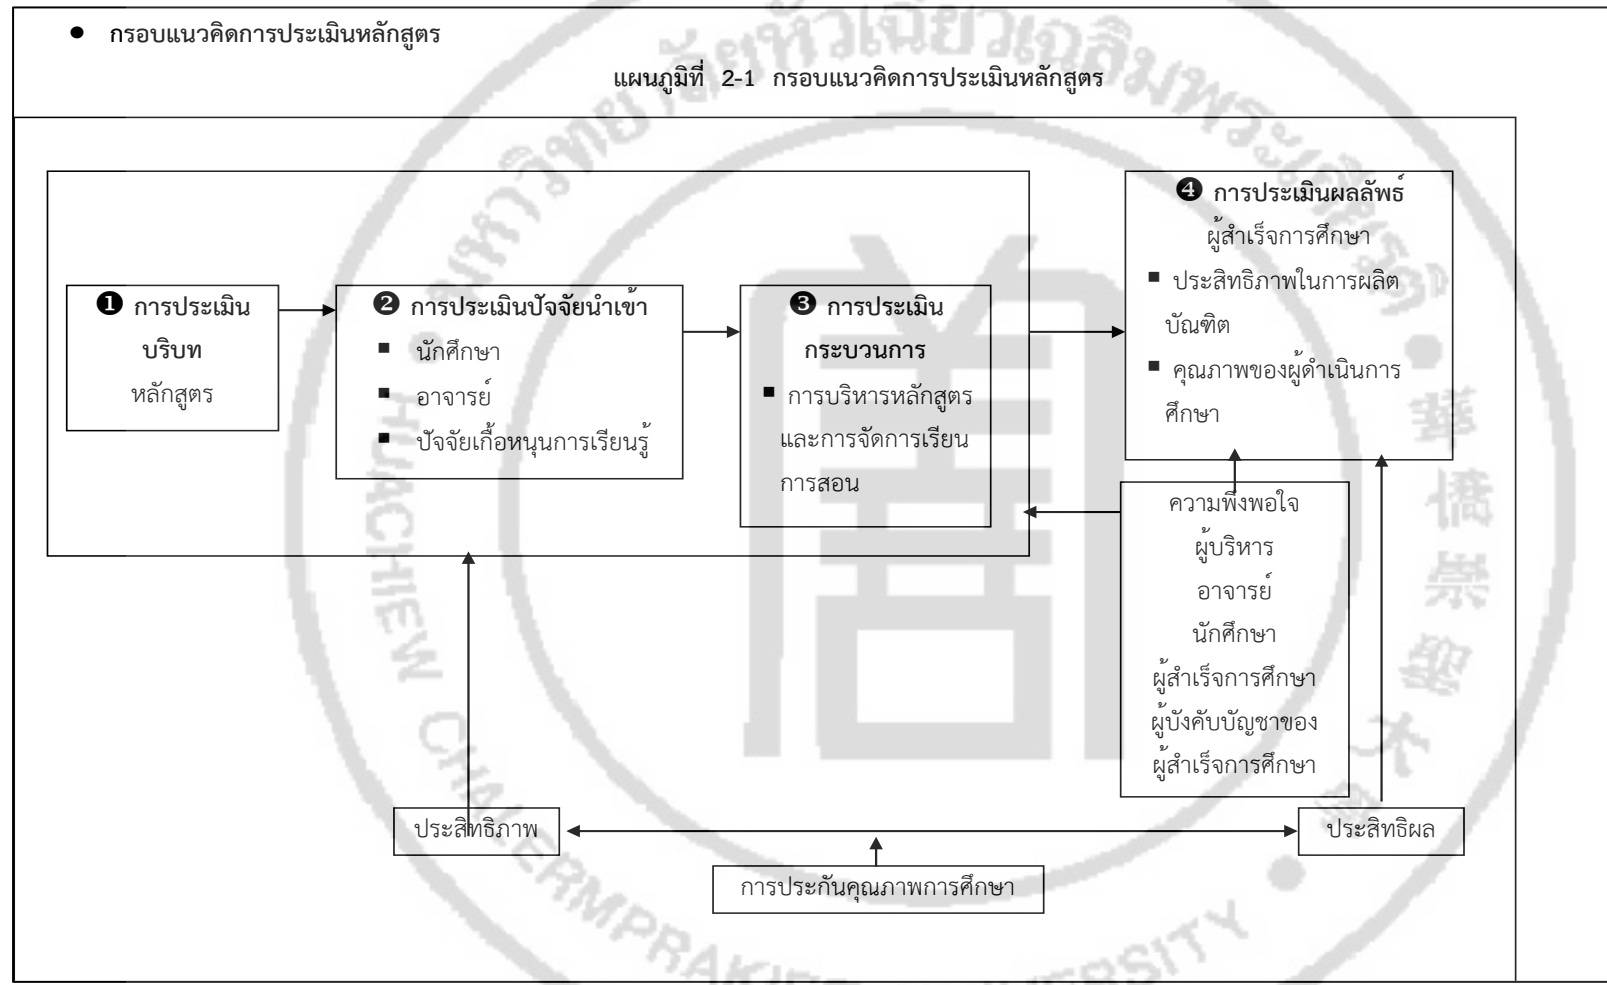 ● กรอบแนวคิดการประเมินหลักสูตร
แผนภูมิที่ 2-1 กรอบแนวคิดการประเมินหลักสูตร
❶ การประเมิน
บริบท
หลักสูตร
❷ การประเมินปัจจัยนำเข้า
▪ นักศึกษา
▪ อาจารย์
▪ ปัจจัยเกื้อหนุนการเรียนรู้
❸ การประเมิน
กระบวนการ
▪ การบริหารหลักสูตร
และการจัดการเรียน
การสอน
❹ การประเมินผลลัพธ์
ผู้สำเร็จการศึกษา
▪ ประสิทธิภาพในการผลิต
บัณฑิต
▪ คุณภาพของผู้ดำเนินการ
ศึกษา
ความพึงพอใจ
ผู้บริหาร
อาจารย์
นักศึกษา
ผู้สำเร็จการศึกษา
ผู้บังคับบัญชาของ
ผู้สำเร็จการศึกษา
ประสิทธิภาพ
ประสิทธิผล
การประกันคุณภาพการศึกษา
HUACHIEW CHALERMPRAKIET UNIVERSITY
華僑崇聖大學